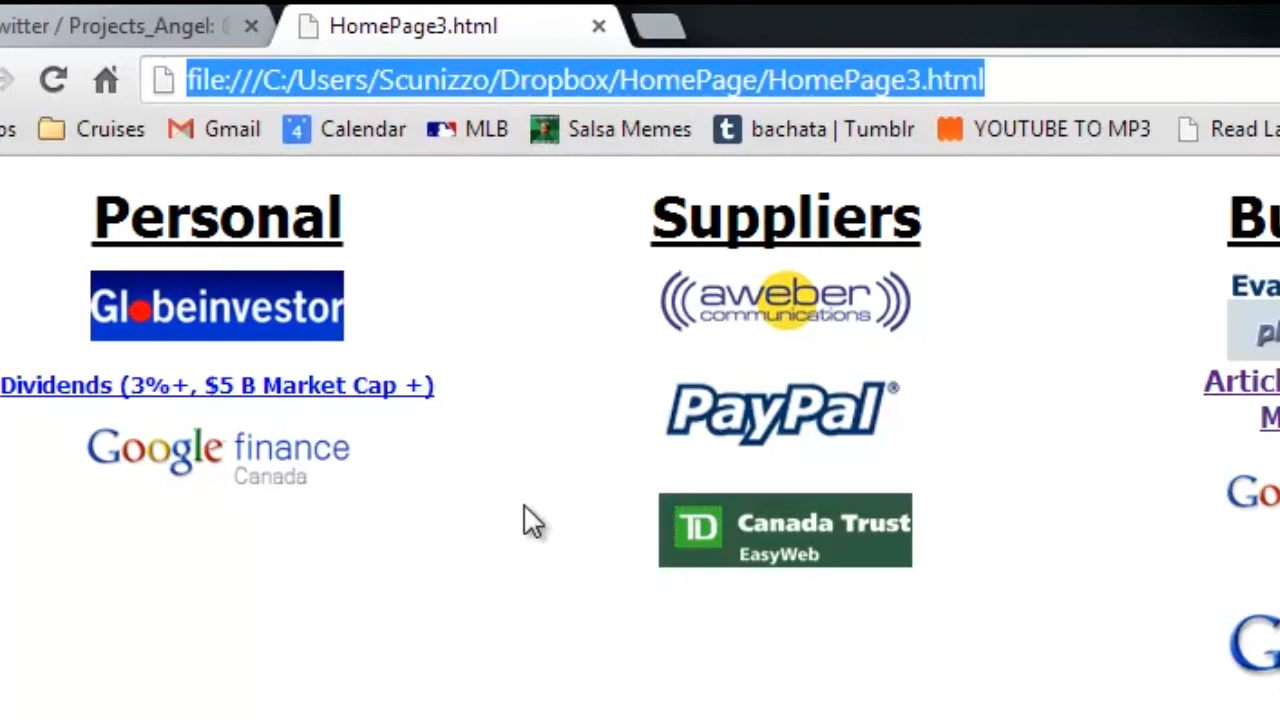 witter / Projects_Angel: (
HomePage3.html
file:///C:/Users/Scunizzo/Dropbox/HomePage/HomePage3.html
os Cruises Gmail 4 Calendar MLB Salsa Memes t bachata | Tumblr YOUTUBE TO MP3 Read La
Personal
Globeinvestor
Dividends (3%+, $5 B Market Cap +)
Google finance
Canada
Suppliers
aweber
communications
PayPal®
TD Canada Trust
EasyWeb
Bu
Eva
pl
Artic
M
Go
G